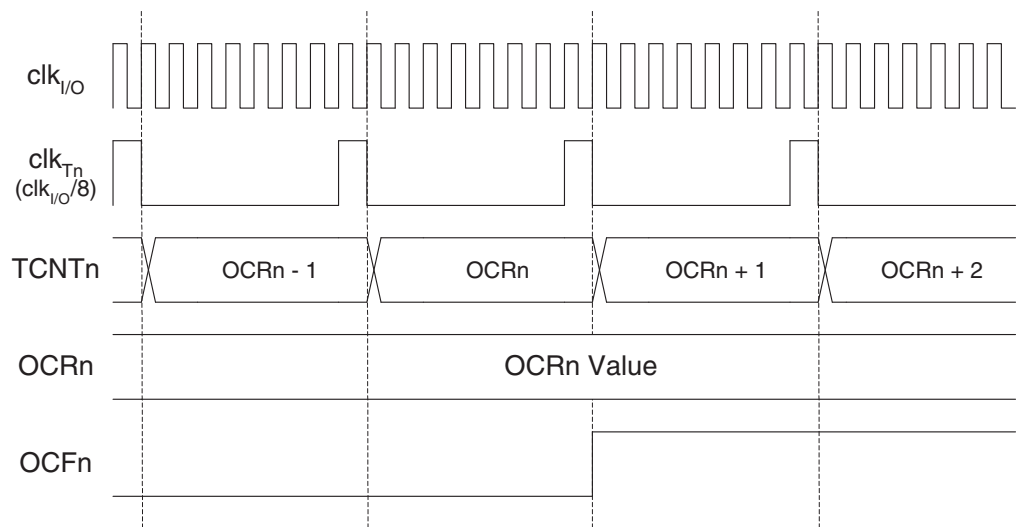 clkI/O
clkTn
(clkI/O/8)
TCNTn
OCRn - 1
OCRn
OCRn + 1
OCRn + 2
OCRn
OCRn Value
OCFn